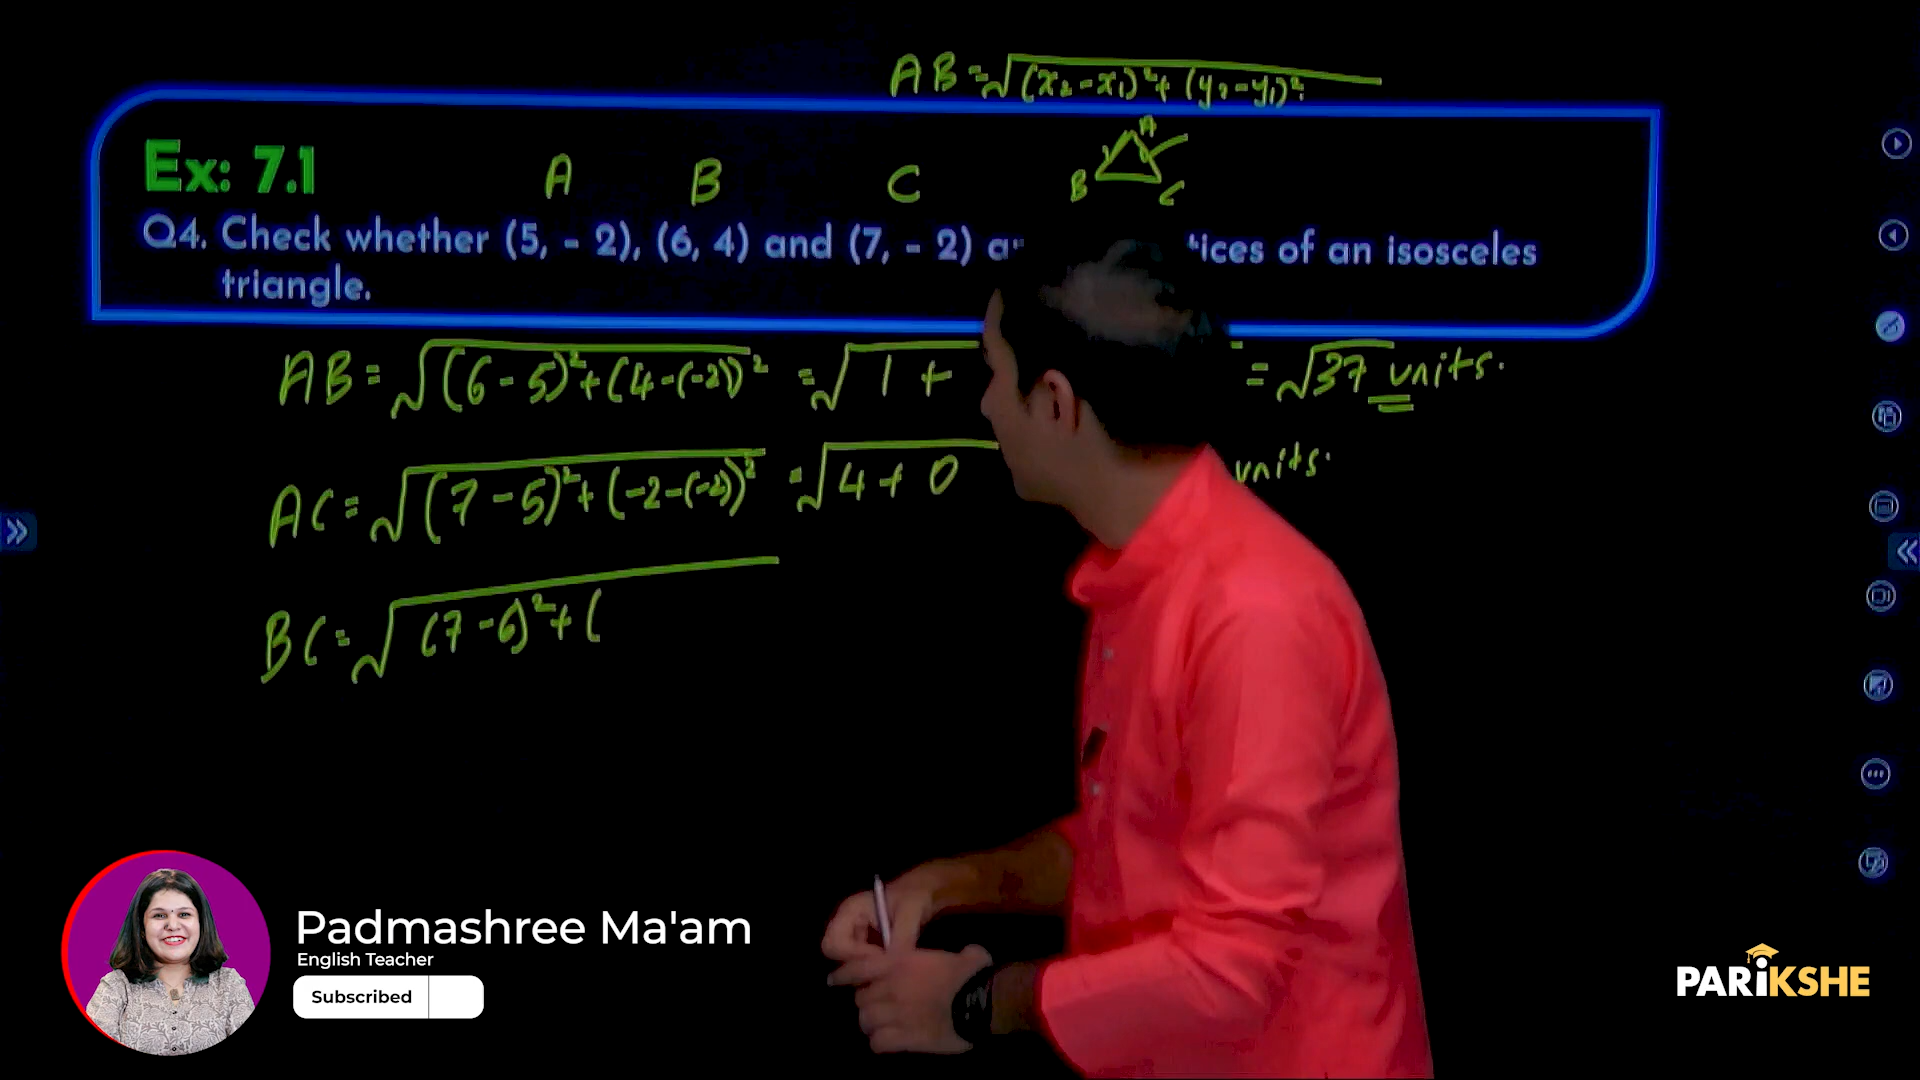 AB = √(x₂-x₁)² + (y₂-y₁)²
Ex: 7.1 A B C
A
B C
Q4. Check whether (5, - 2), (6, 4) and (7, - 2) of an isosceles
triangle.
AB = √(6-5)² + (4-(-2))² = √1 + = √37 units.
AC = √(7-5)² + (-2-(-2))² = √4 + 0 units.
BC = √(7-6)² + (
Padmashree Ma'am
English Teacher
Subscribed
PARiKSHE